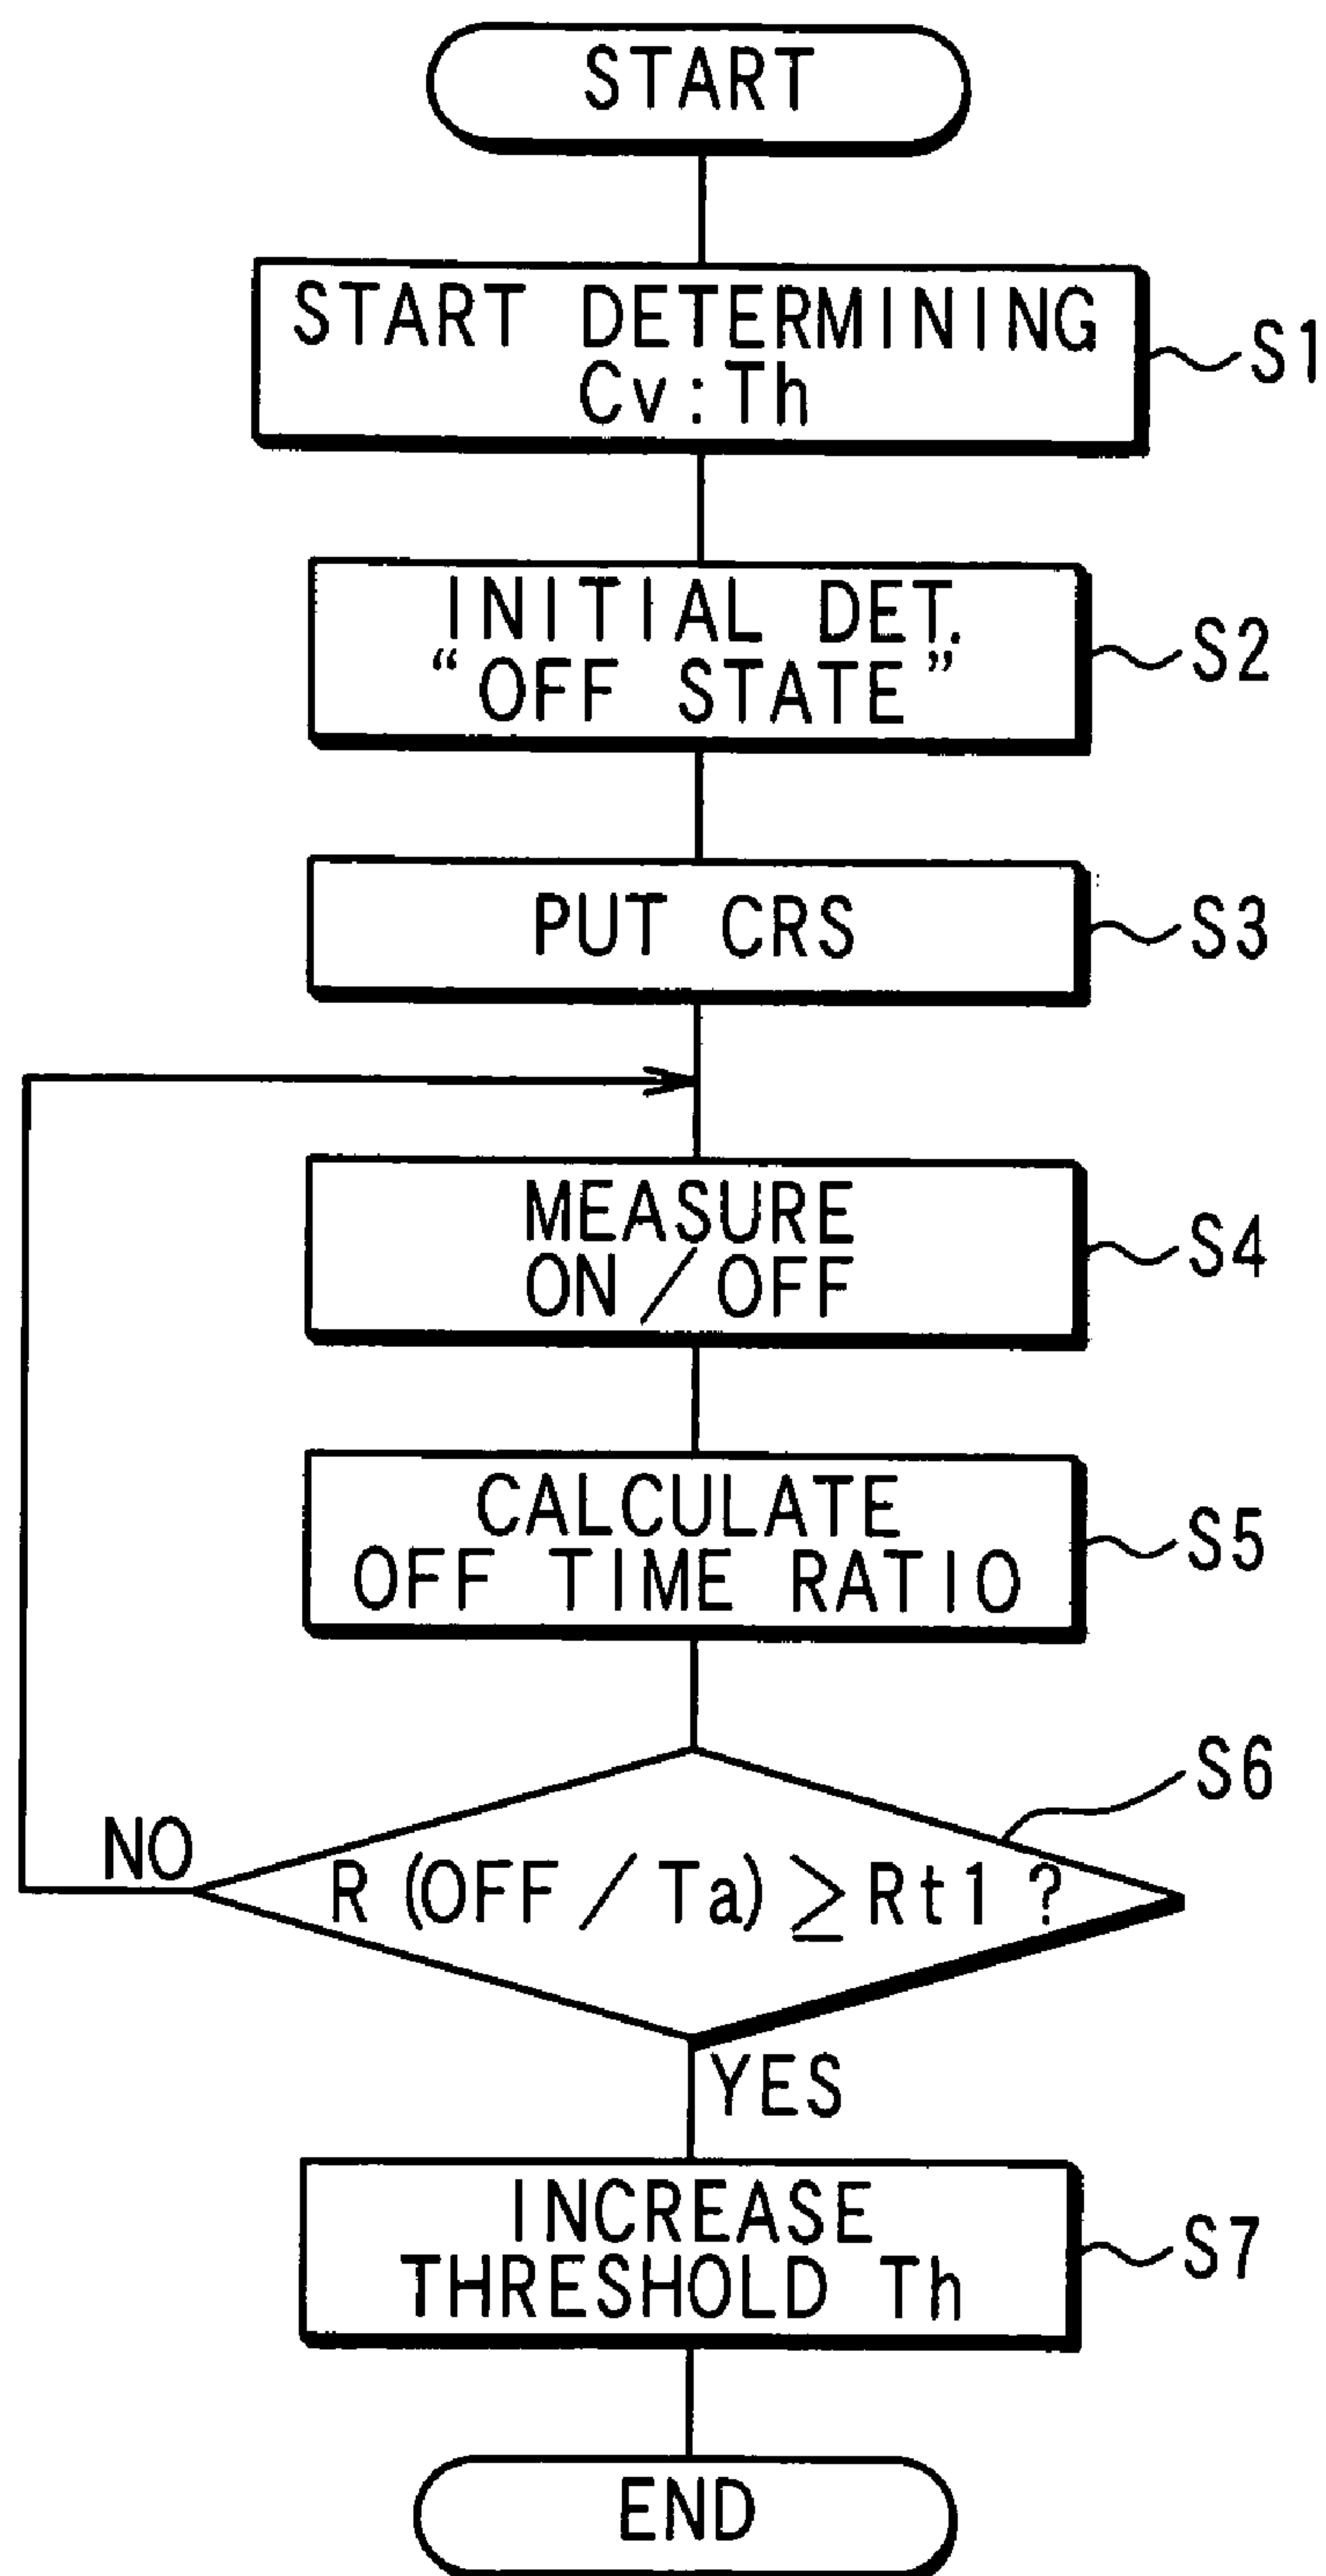 START
START DETERMINING
Cv:Th
S1
INITIAL DET.
“OFF STATE”
S2
PUT CRS
S3
MEASURE
ON/OFF
S4
CALCULATE
OFF TIME RATIO
S5
S6
NO
R (OFF/Ta) ≥ Rt1 ?
YES
INCREASE
THRESHOLD Th
S7
END